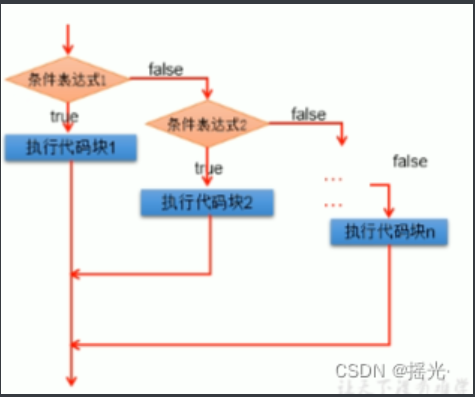 条件表达式1
false
true
执行代码块1
条件表达式2
false
true
执行代码块2
...
...
false
执行代码块n
CSDN @摇光·